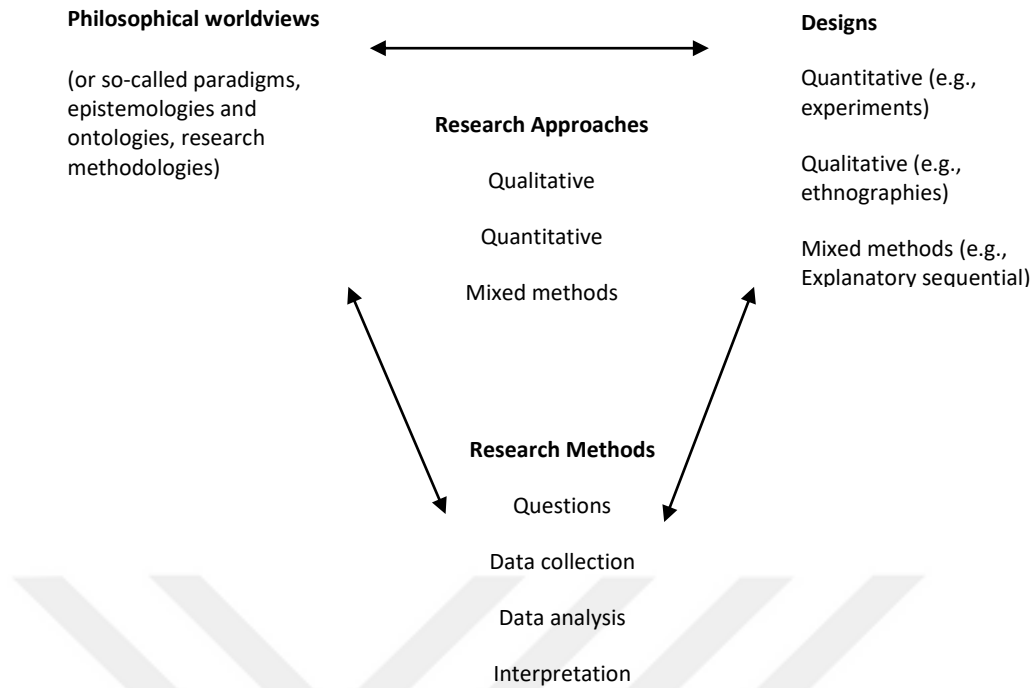 Philosophical worldviews
(or so-called paradigms,
epistemologies and
ontologies, research
methodologies)
Research Approaches
Qualitative
Quantitative
Mixed methods
Designs
Quantitative (e.g.,
experiments)
Qualitative (e.g.,
ethnographies)
Mixed methods (e.g.,
Explanatory sequential)
Research Methods
Questions
Data collection
Data analysis
Interpretation